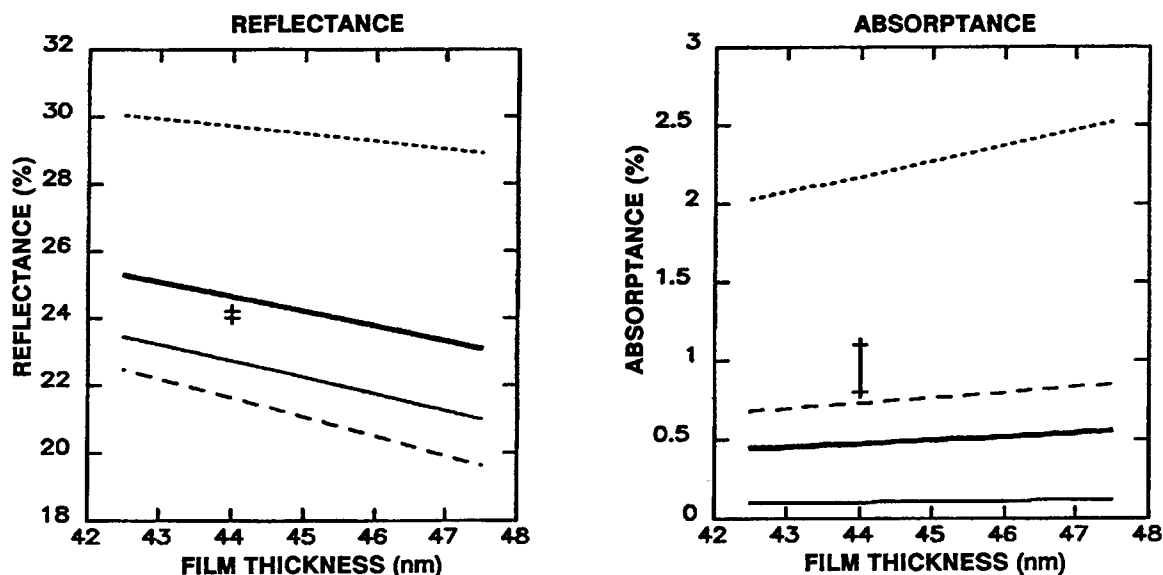 REFLECTANCE
32
30
28
26
24
22
20
18
REFLECTANCE (%)
42 43 44 45 46 47 48
FILM THICKNESS (nm)
ABSORPTANCE
3
2.5
2
1.5
1
0.5
0
ABSORPTANCE (%)
42 43 44 45 46 47 48
FILM THICKNESS (nm)